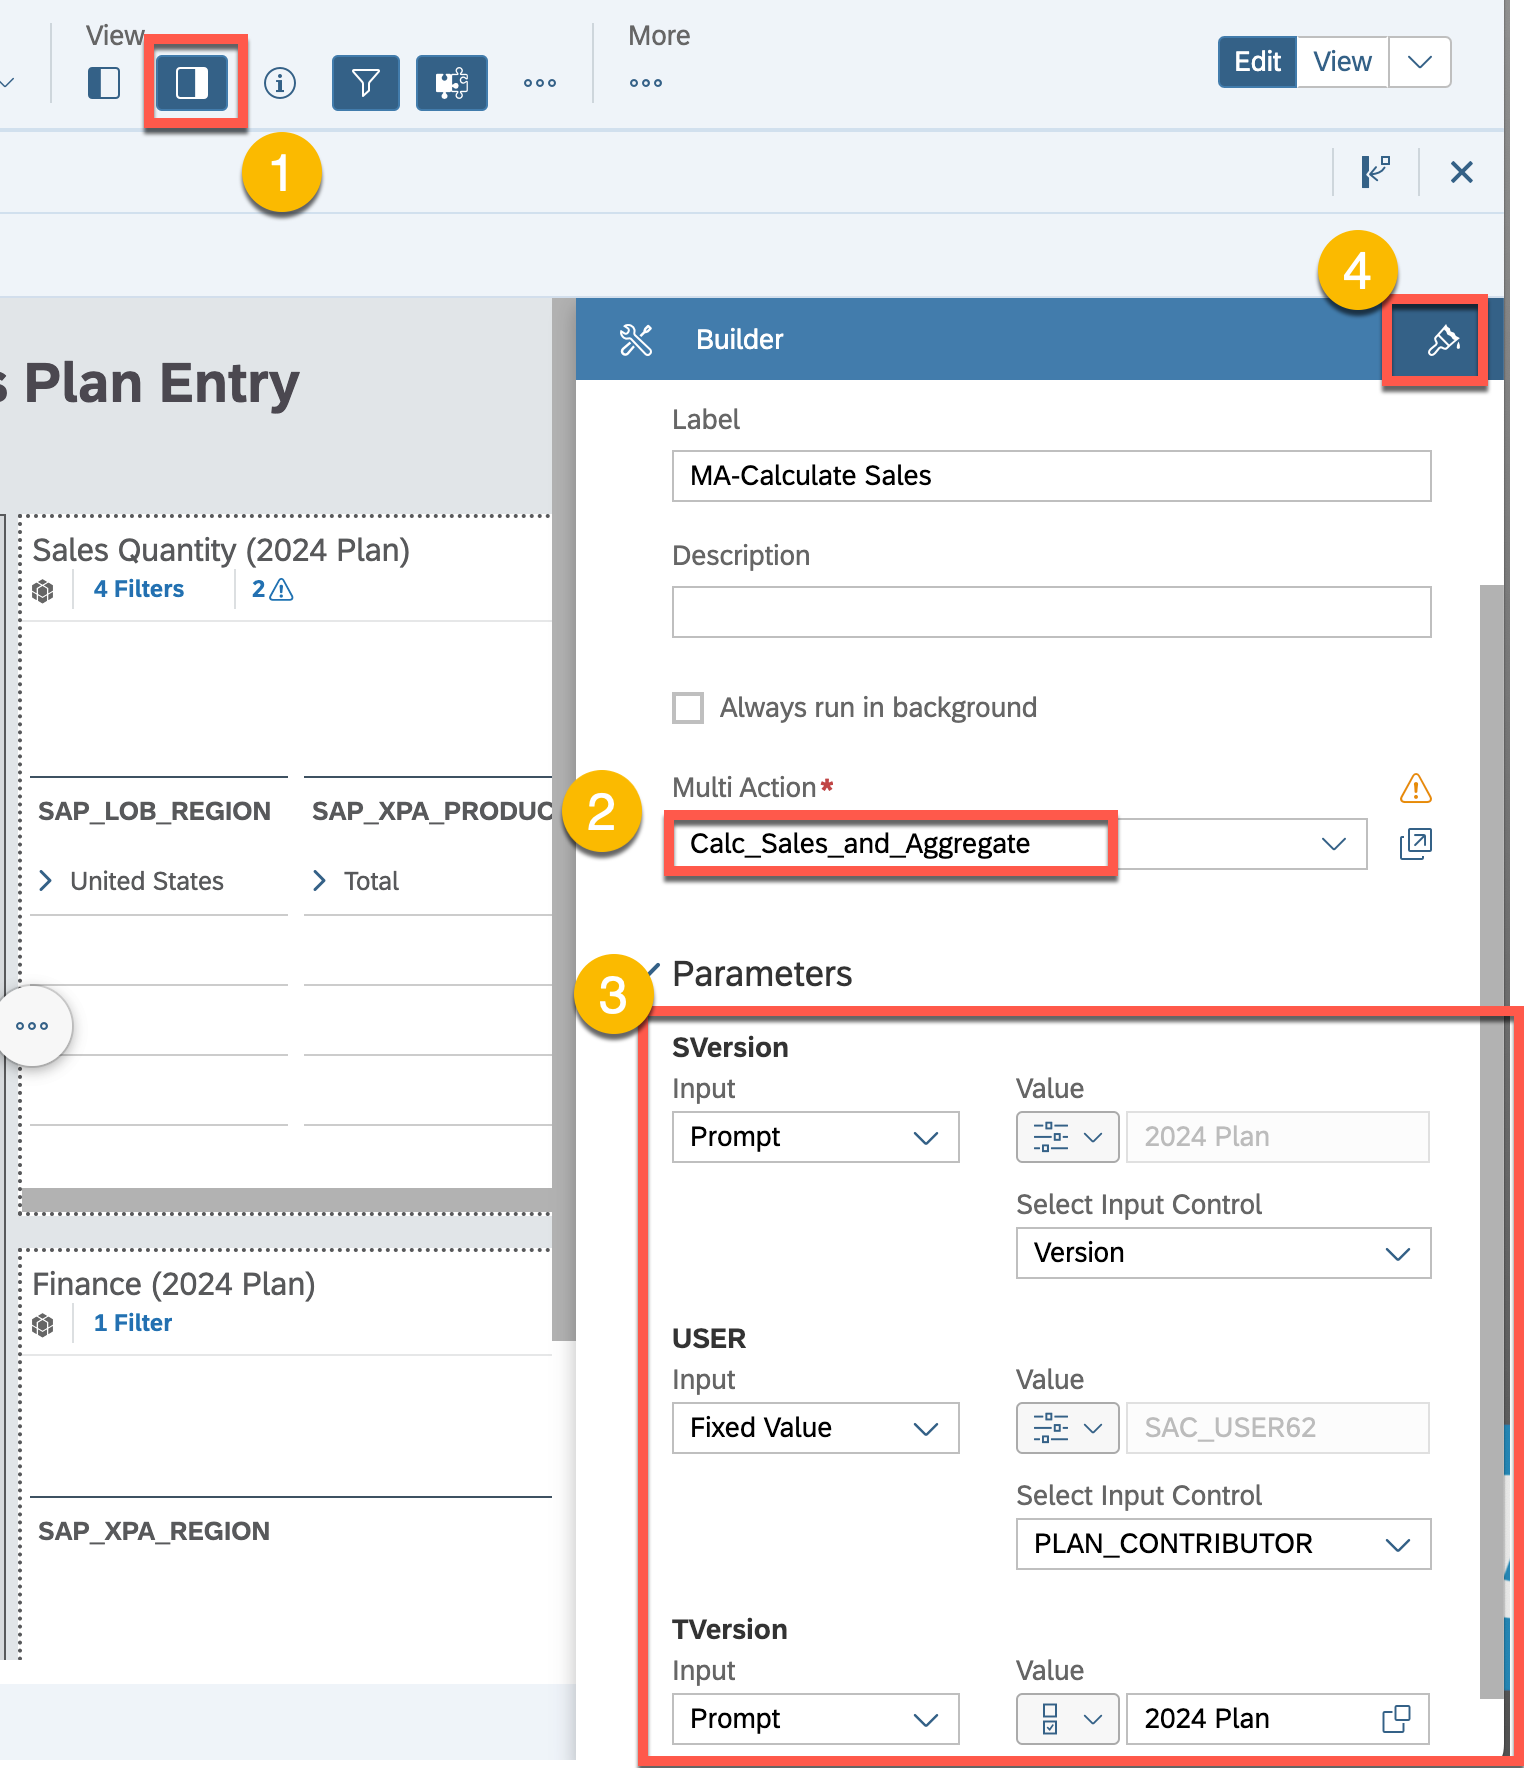 View
More
Edit
View
1
4
s Plan Entry
Builder
Label
MA-Calculate Sales
Sales Quantity (2024 Plan)
4 Filters
2
Description
Always run in background
Multi Action*
2
SAP_LOB_REGION
SAP_XPA_PRODUC
Calc_Sales_and_Aggregate
United States
Total
3
Parameters
SVersion
Input
Value
Prompt
2024 Plan
Select Input Control
Version
Finance (2024 Plan)
1 Filter
USER
Input
Value
Fixed Value
SAC_USER62
Select Input Control
SAP_XPA_REGION
PLAN_CONTRIBUTOR
TVersion
Input
Value
Prompt
2024 Plan